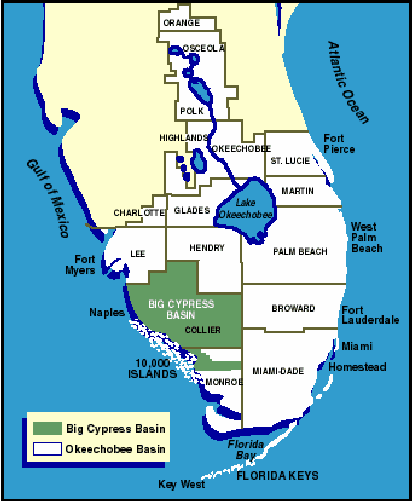 ORANGE
OSCEOLA
Atlantic Ocean
POLK
HIGHLANDS
OKEECHOBEE
Fort
Pierce
ST. LUCIE
Gulf of Mexico
MARTIN
Lake
Okeechobee
CHARLOTTE
GLADES
West
Palm
Beach
LEE
HENDRY
PALM BEACH
Fort
Myers
BIG CYPRESS
BASIN
Naples
BROWARD
Fort
Lauderdale
COLLIER
Miami
10,000
ISLANDS
MIAMI-DADE
Homestead
MONROE
Big Cypress Basin
Okeechobee Basin
Florida
Bay
FLORIDA KEYS
Key West